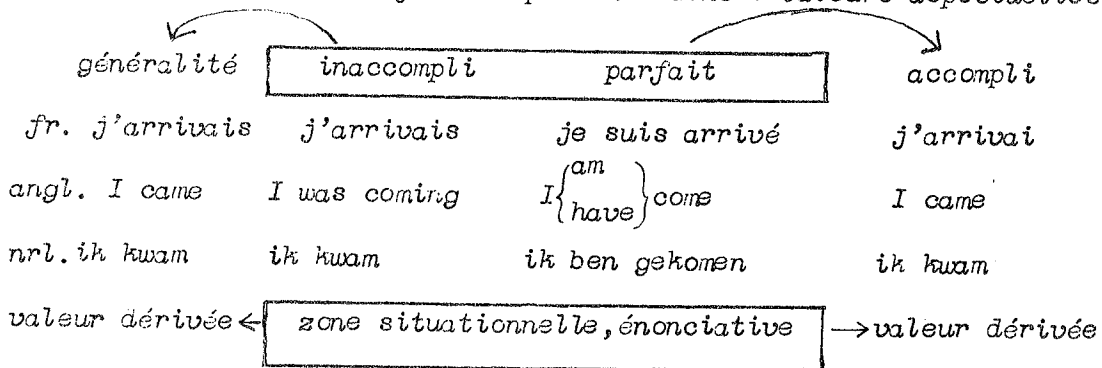 généralité inaccompli parfait accompli
fr. j'arrivais j'arrivais je suis arrivé j'arrivai
angl. I came I was coming I {am have} come I came
nrl. ik kwam ik kwam ik ben gekomen ik kwam
valeur dérivée ← zone situationnelle, énonciative → valeur dérivée